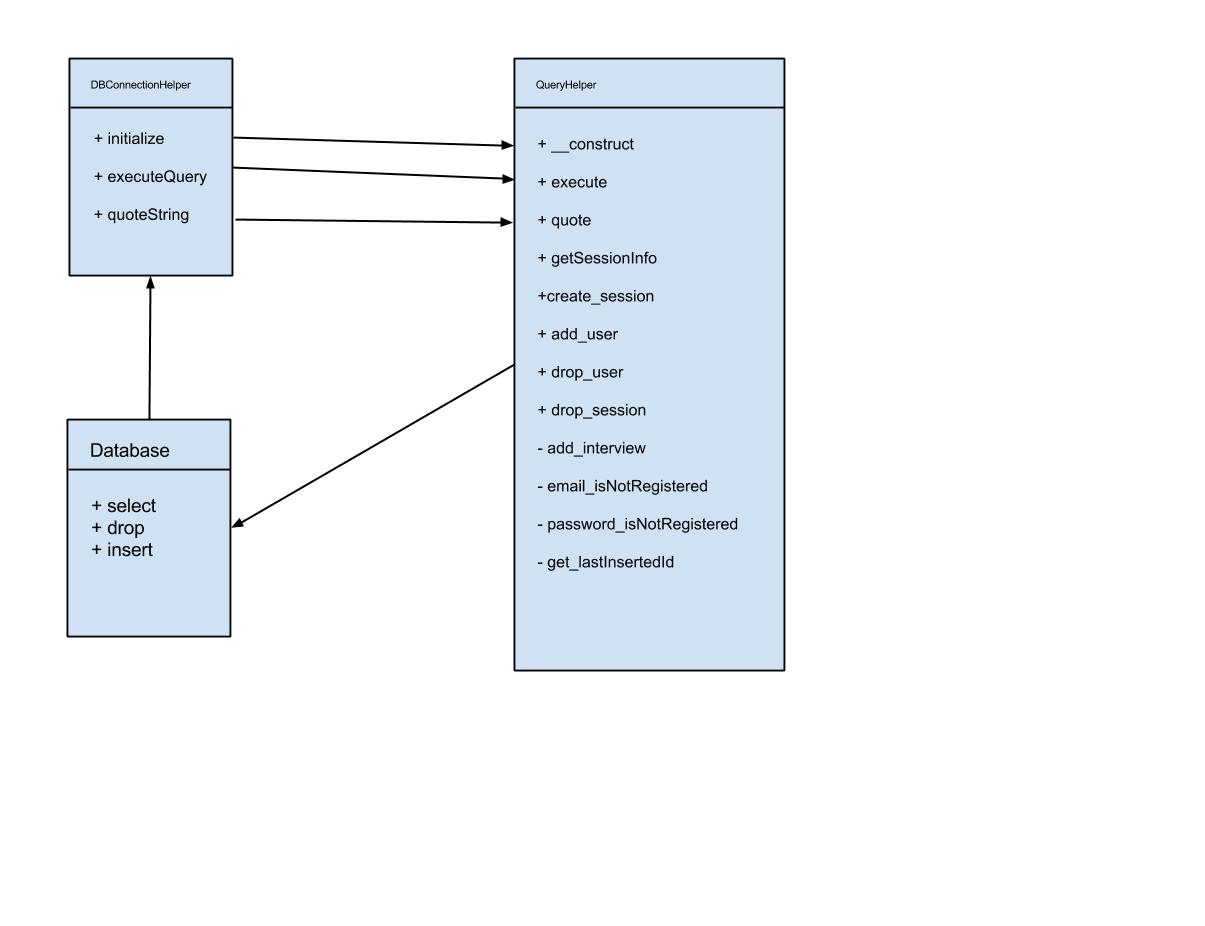 DBConnectionHelper
+ initialize
+ executeQuery
+ quoteString
QueryHelper
+ __construct
+ execute
+ quote
+ getSessionInfo
+create_session
+ add_user
+ drop_user
+ drop_session
- add_interview
- email_isNotRegistered
- password_isNotRegistered
- get_lastInsertedId
Database
+ select
+ drop
+ insert